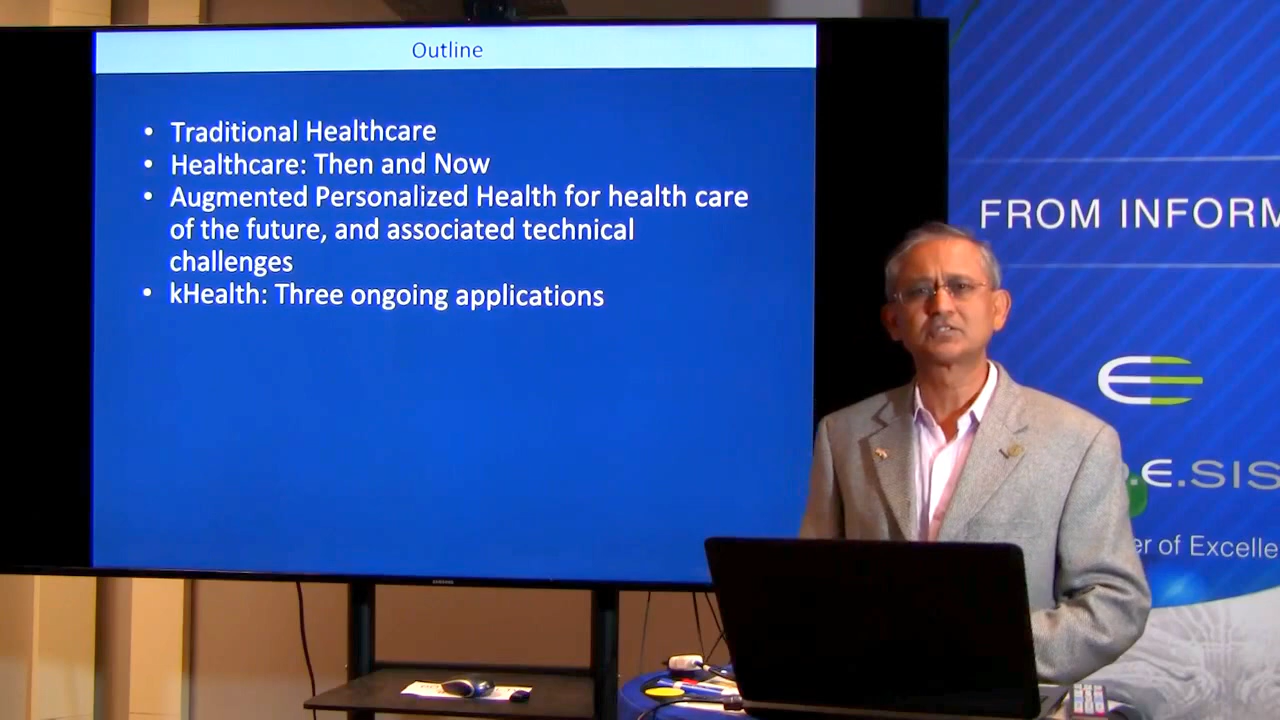 Outline
• Traditional Healthcare
• Healthcare: Then and Now
• Augmented Personalized Health for health care
of the future, and associated technical
challenges
• kHealth: Three ongoing applications
SAMSUNG
FROM INFORM
.E.SIS
er of Excelle